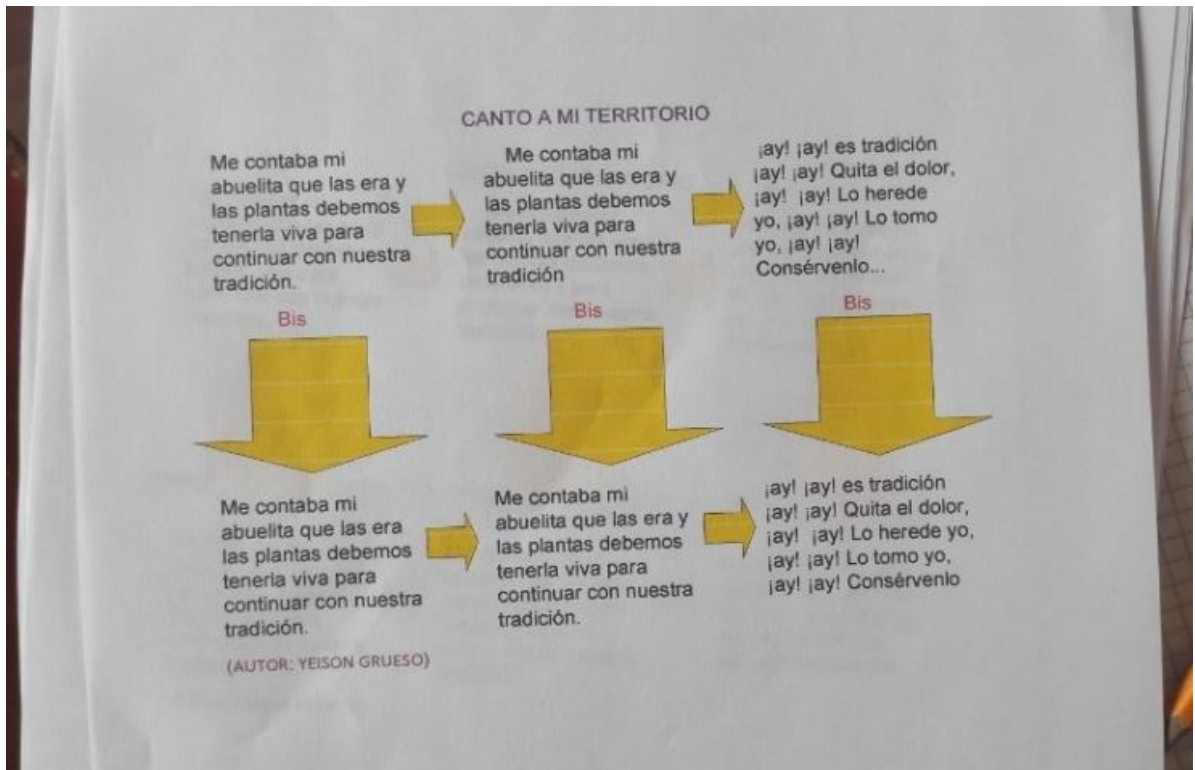 CANTO A MI TERRITORIO
Me contaba mi
abuelita que las era y
las plantas debemos
tenerla viva para
continuar con nuestra
tradición.
Me contaba mi
abuelita que las era y
las plantas debemos
tenerla viva para
continuar con nuestra
tradición
¡ay! ¡ay! es tradición
¡ay! ¡ay! Quita el dolor,
¡ay! ¡ay! Lo herede
yo, ¡ay! ¡ay! Lo tomo
yo, ¡ay! ¡ay!
Consérvenlo...
Bis
Bis
Bis
Me contaba mi
abuelita que las era
las plantas debemos
tenerla viva para
continuar con nuestra
tradición.
Me contaba mi
abuelita que las era y
las plantas debemos
tenerla viva para
continuar con nuestra
tradición.
¡ay! ¡ay! es tradición
¡ay! ¡ay! Quita el dolor,
¡ay! ¡ay! Lo herede yo,
¡ay! ¡ay! Lo tomo yo,
¡ay! ¡ay! Consérvenlo
(AUTOR: YEISON GRUESO)